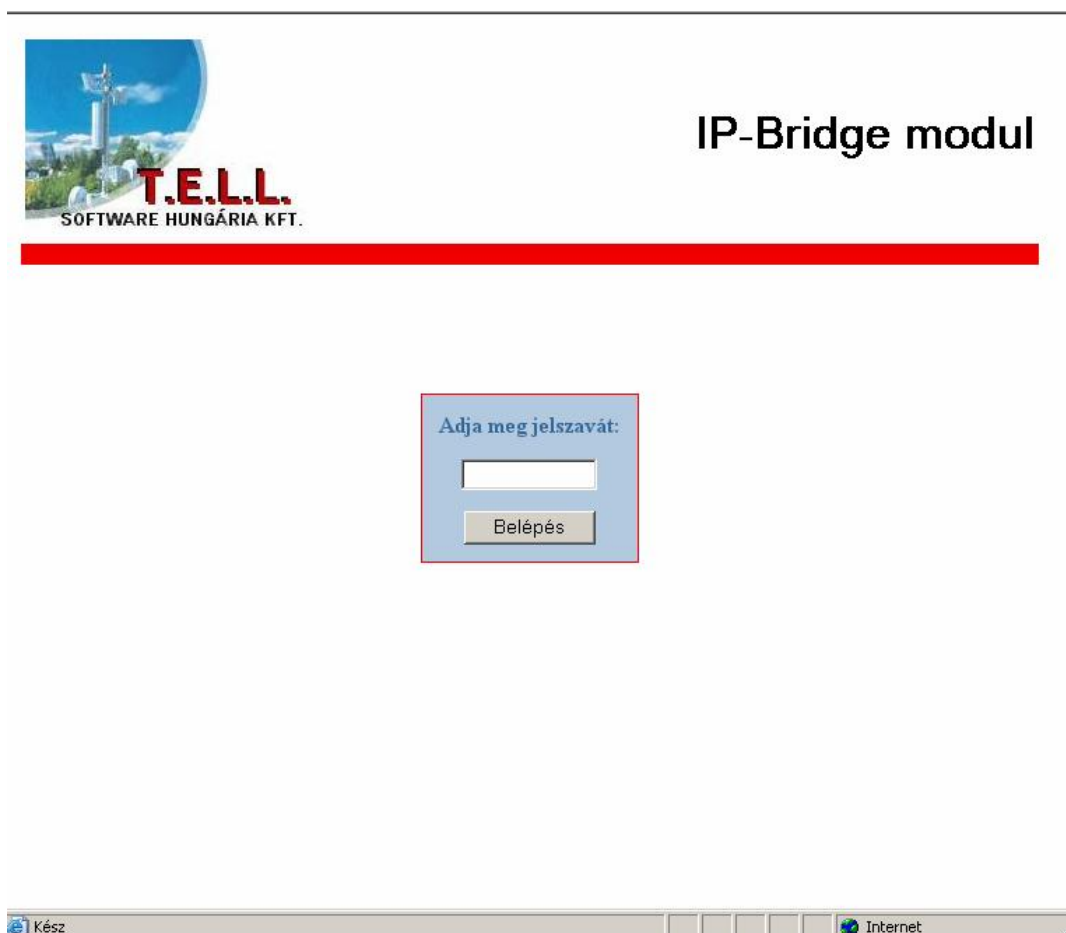 T.E.L.L.
SOFTWARE HUNGÁRIA KFT.
IP-Bridge modul
Adja meg jelszavát:
Belépés
Kész
Internet